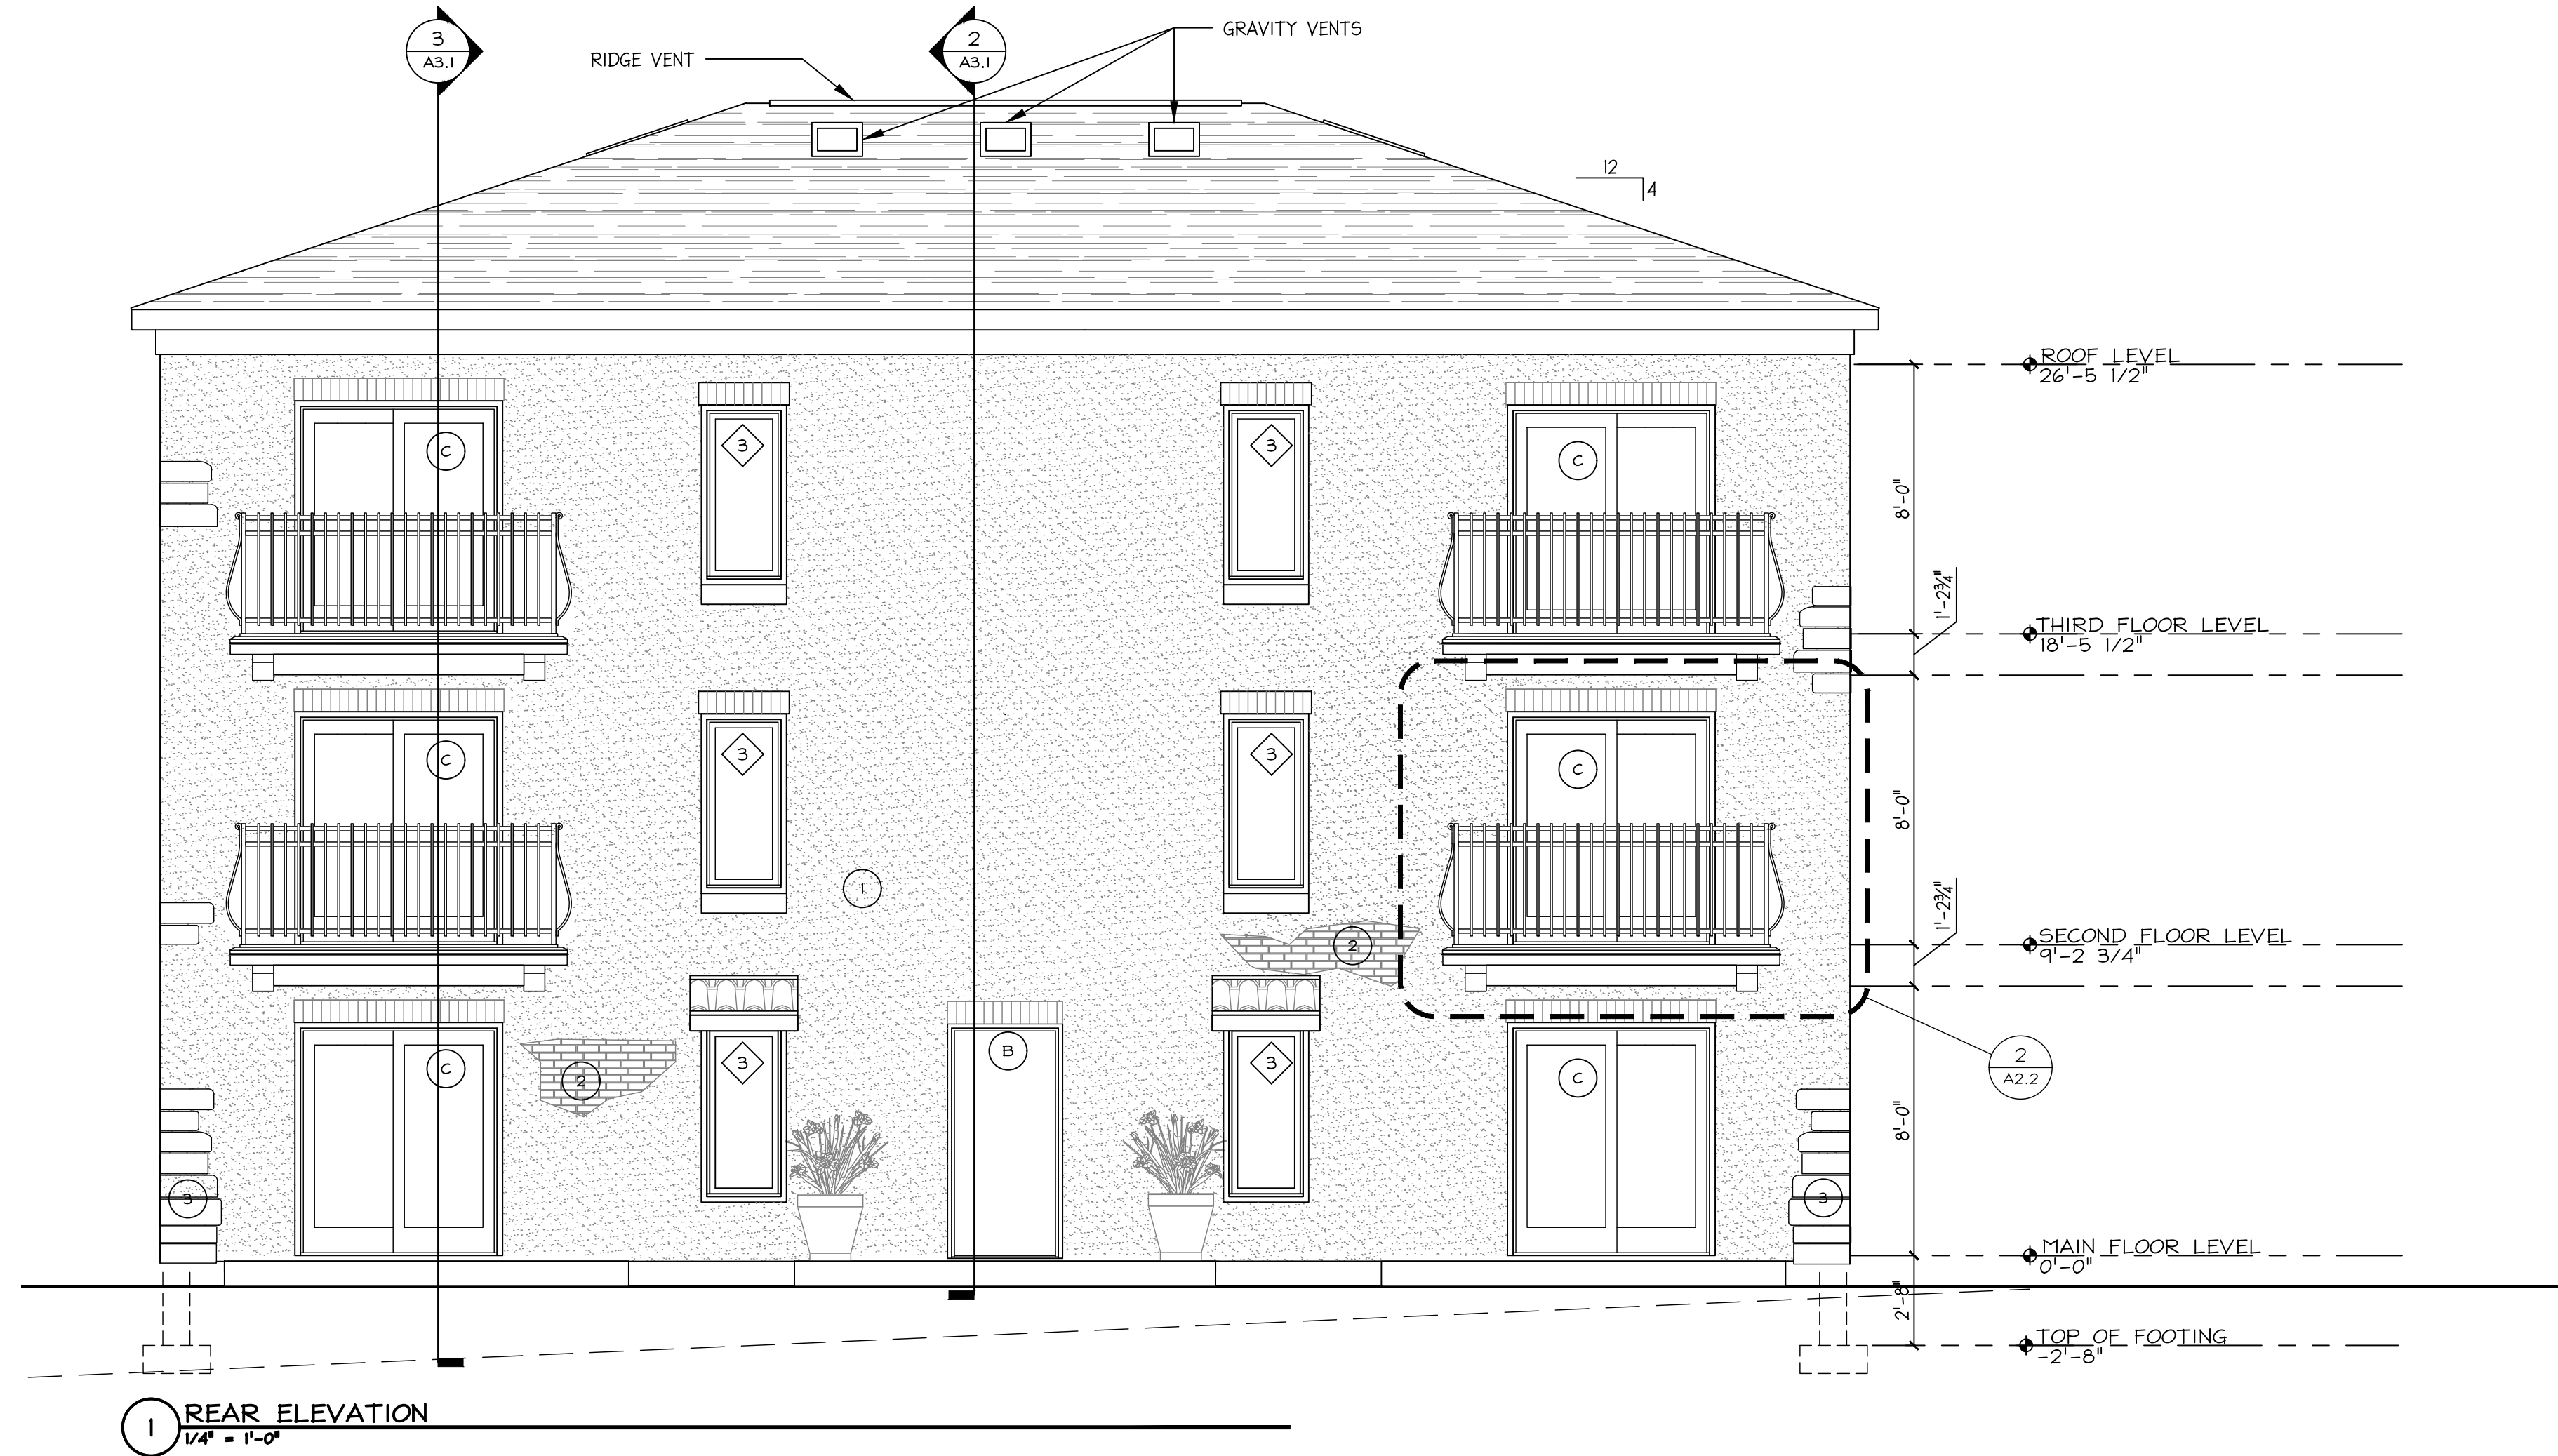 3
A3.1
2
A3.1
RIDGE VENT
GRAVITY VENTS
12
4
ROOF LEVEL
26'-5 1/2"
C
3
3
C
8'-0"
1'-2¾"
THIRD FLOOR LEVEL
18'-5 1/2"
C
3
3
C
8'-0"
1
1'-2¾"
2
SECOND FLOOR LEVEL
9'-2 3/4"
C
2
3
B
3
C
2
A2.2
8'-0"
3
3
MAIN FLOOR LEVEL
0'-0"
2'-8"
TOP OF FOOTING
-2'-8"
1
REAR ELEVATION
1/4" = 1'-0"